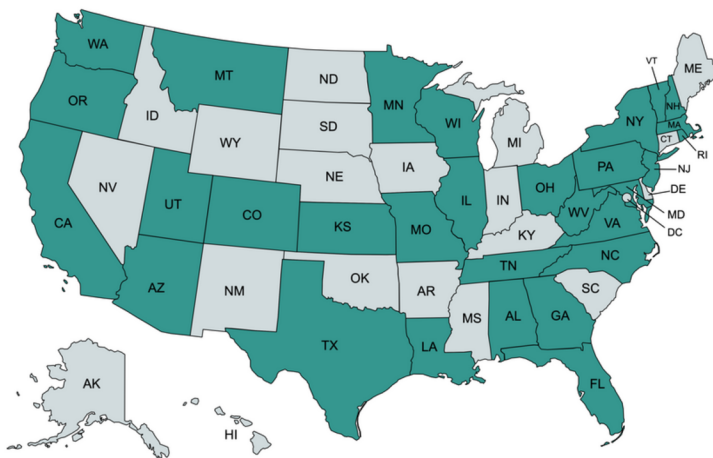 WA
MT
ND
MN
VT
ME
OR
ID
SD
WI
NH
WY
MI
NY
MA
CT
RI
NV
NE
IA
PA
NJ
CA
UT
CO
IL
IN
OH
DE
KS
MO
WV
VA
MD
KY
DC
AZ
NM
OK
AR
TN
NC
SC
MS
AL
GA
TX
LA
FL
AK
HI